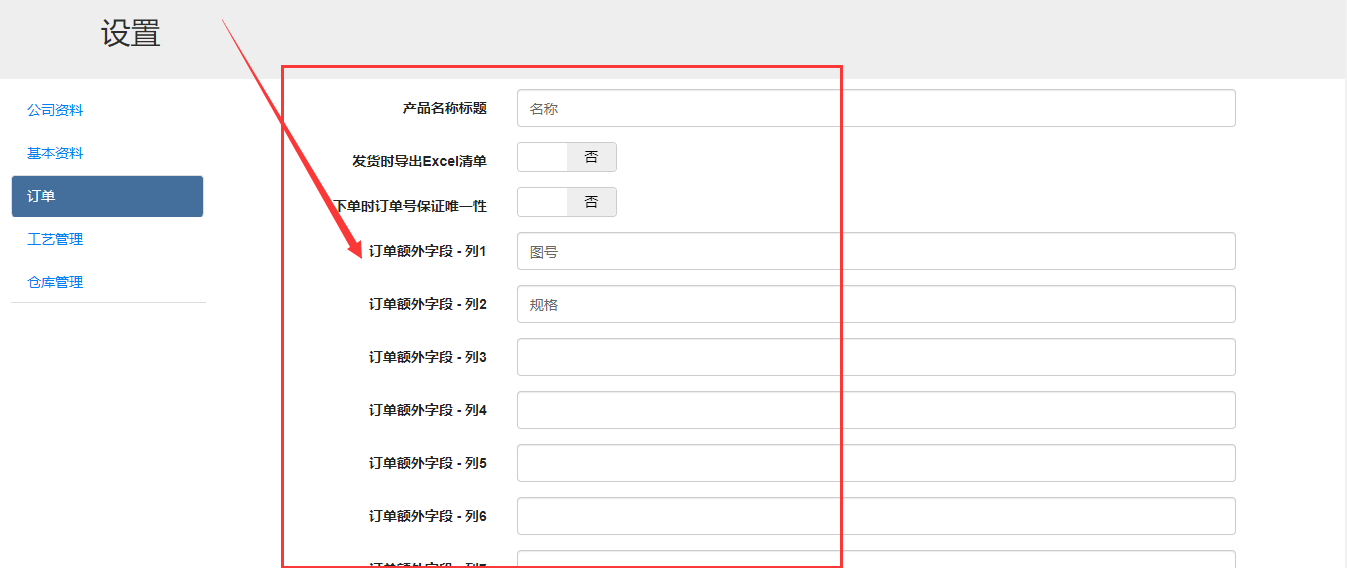 设置
公司资料
基本资料
订单
工艺管理
仓库管理
产品名称标题 名称
发货时导出Excel清单 否
下单时订单号保证唯一性 否
订单额外字段 - 列1 图号
订单额外字段 - 列2 规格
订单额外字段 - 列3
订单额外字段 - 列4
订单额外字段 - 列5
订单额外字段 - 列6